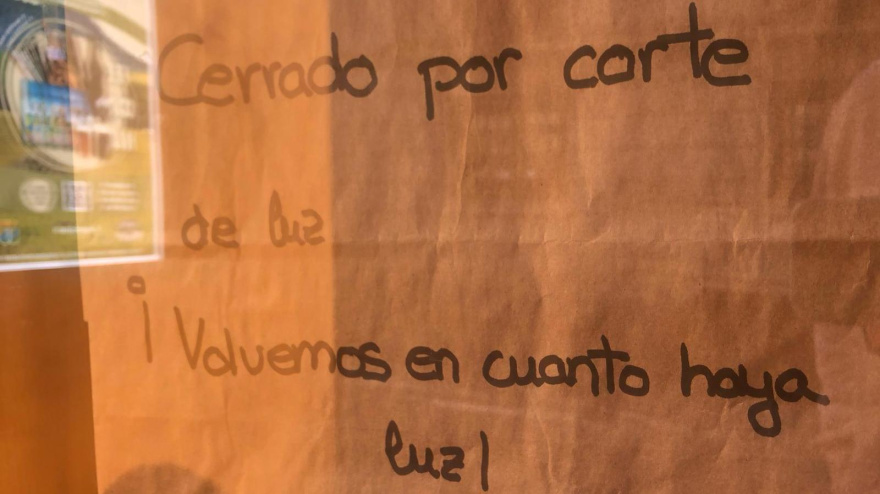 Cerrado por corte
de luz
¡Volvemos en cuanto haya
luz!